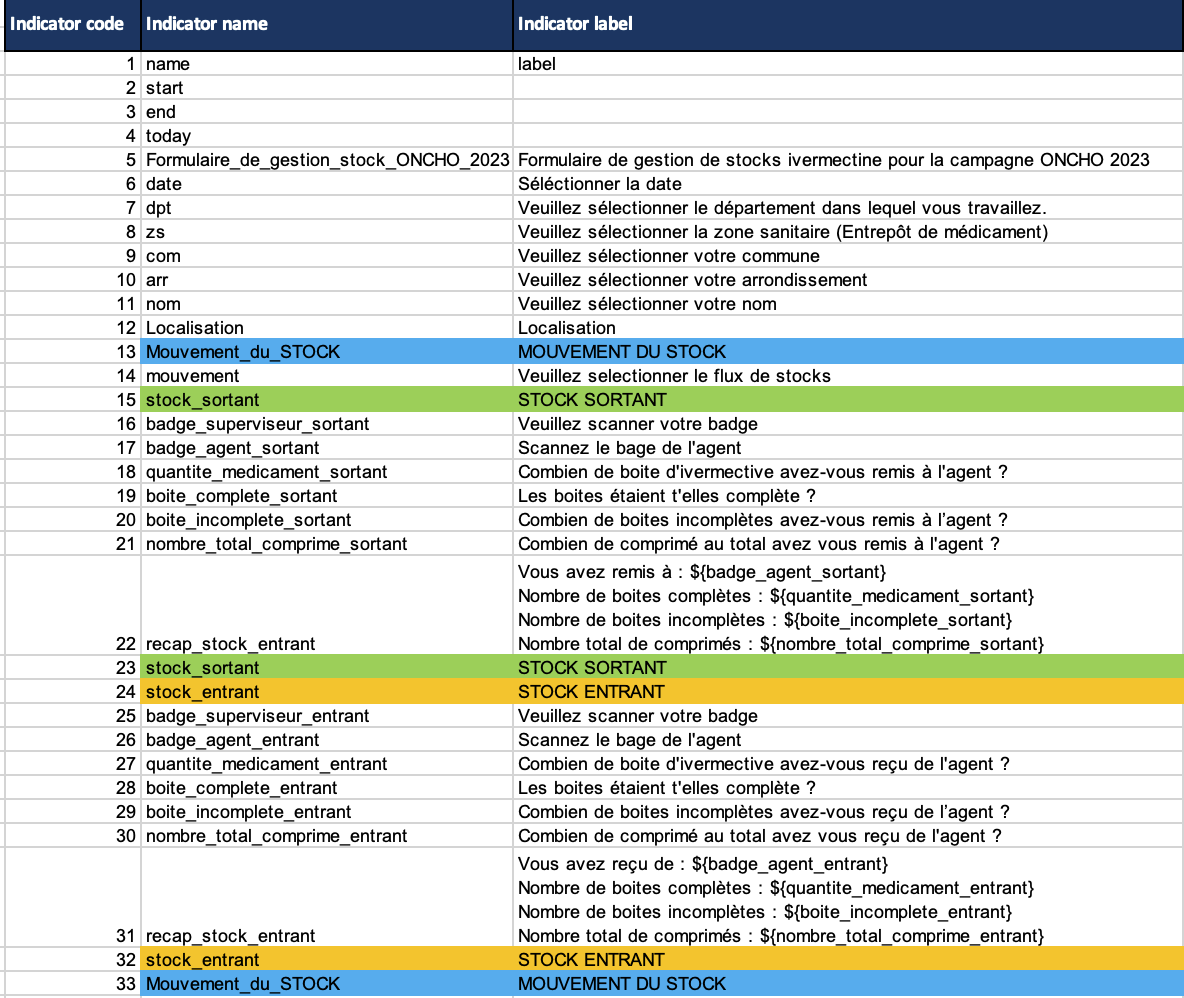 Indicator code Indicator name Indicator label
1 name label
2 start
3 end
4 today
5 Formulaire_de_gestion_stock_ONCHO_2023 Formulaire de gestion de stocks ivermectine pour la campagne ONCHO 2023
6 date Séléctionner la date
7 dpt Veuillez sélectionner le département dans lequel vous travaillez.
8 zs Veuillez sélectionner la zone sanitaire (Entrepôt de médicament)
9 com Veuillez sélectionner votre commune
10 arr Veuillez sélectionner votre arrondissement
11 nom Veuillez sélectionner votre nom
12 Localisation Localisation
13 Mouvement_du_STOCK MOUVEMENT DU STOCK
14 mouvement Veuillez selectionner le flux de stocks
15 stock_sortant STOCK SORTANT
16 badge_superviseur_sortant Veuillez scanner votre badge
17 badge_agent_sortant Scannez le bage de l'agent
18 quantite_medicament_sortant Combien de boite d'ivermective avez-vous remis à l'agent ?
19 boite_complete_sortant Les boites étaient t'elles complète ?
20 boite_incomplete_sortant Combien de boites incomplètes avez-vous remis à l’agent ?
21 nombre_total_comprime_sortant Combien de comprimé au total avez vous remis à l'agent ?
Vous avez remis à : ${badge_agent_sortant}
Nombre de boites complètes : ${quantite_medicament_sortant}
Nombre de boites incomplètes : ${boite_incomplete_sortant}
22 recap_stock_entrant Nombre total de comprimés : ${nombre_total_comprime_sortant}
23 stock_sortant STOCK SORTANT
24 stock_entrant STOCK ENTRANT
25 badge_superviseur_entrant Veuillez scanner votre badge
26 badge_agent_entrant Scannez le bage de l'agent
27 quantite_medicament_entrant Combien de boite d'ivermective avez-vous reçu de l'agent ?
28 boite_complete_entrant Les boites étaient t'elles complète ?
29 boite_incomplete_entrant Combien de boites incomplètes avez-vous reçu de l’agent ?
30 nombre_total_comprime_entrant Combien de comprimé au total avez vous reçu de l'agent ?
Vous avez reçu de : ${badge_agent_entrant}
Nombre de boites complètes : ${quantite_medicament_entrant}
Nombre de boites incomplètes : ${boite_incomplete_entrant}
31 recap_stock_entrant Nombre total de comprimés : ${nombre_total_comprime_entrant}
32 stock_entrant STOCK ENTRANT
33 Mouvement_du_STOCK MOUVEMENT DU STOCK